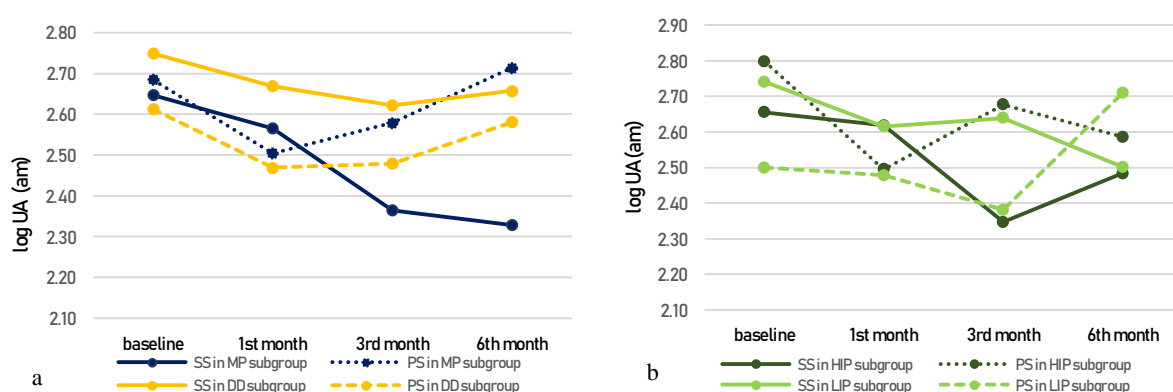 2.80
2.70
2.60
2.50
2.40
2.30
2.20
2.10
log UA (am)
baseline 1st month 3rd month 6th month
SS in MP subgroup PS in MP subgroup
SS in DD subgroup PS in DD subgroup
a
2.90
2.80
2.70
2.60
2.50
2.40
2.30
2.20
2.10
log UA (am)
baseline 1st month 3rd month 6th month
SS in HIP subgroup PS in HIP subgroup
SS in LIP subgroup PS in LIP subgroup
b